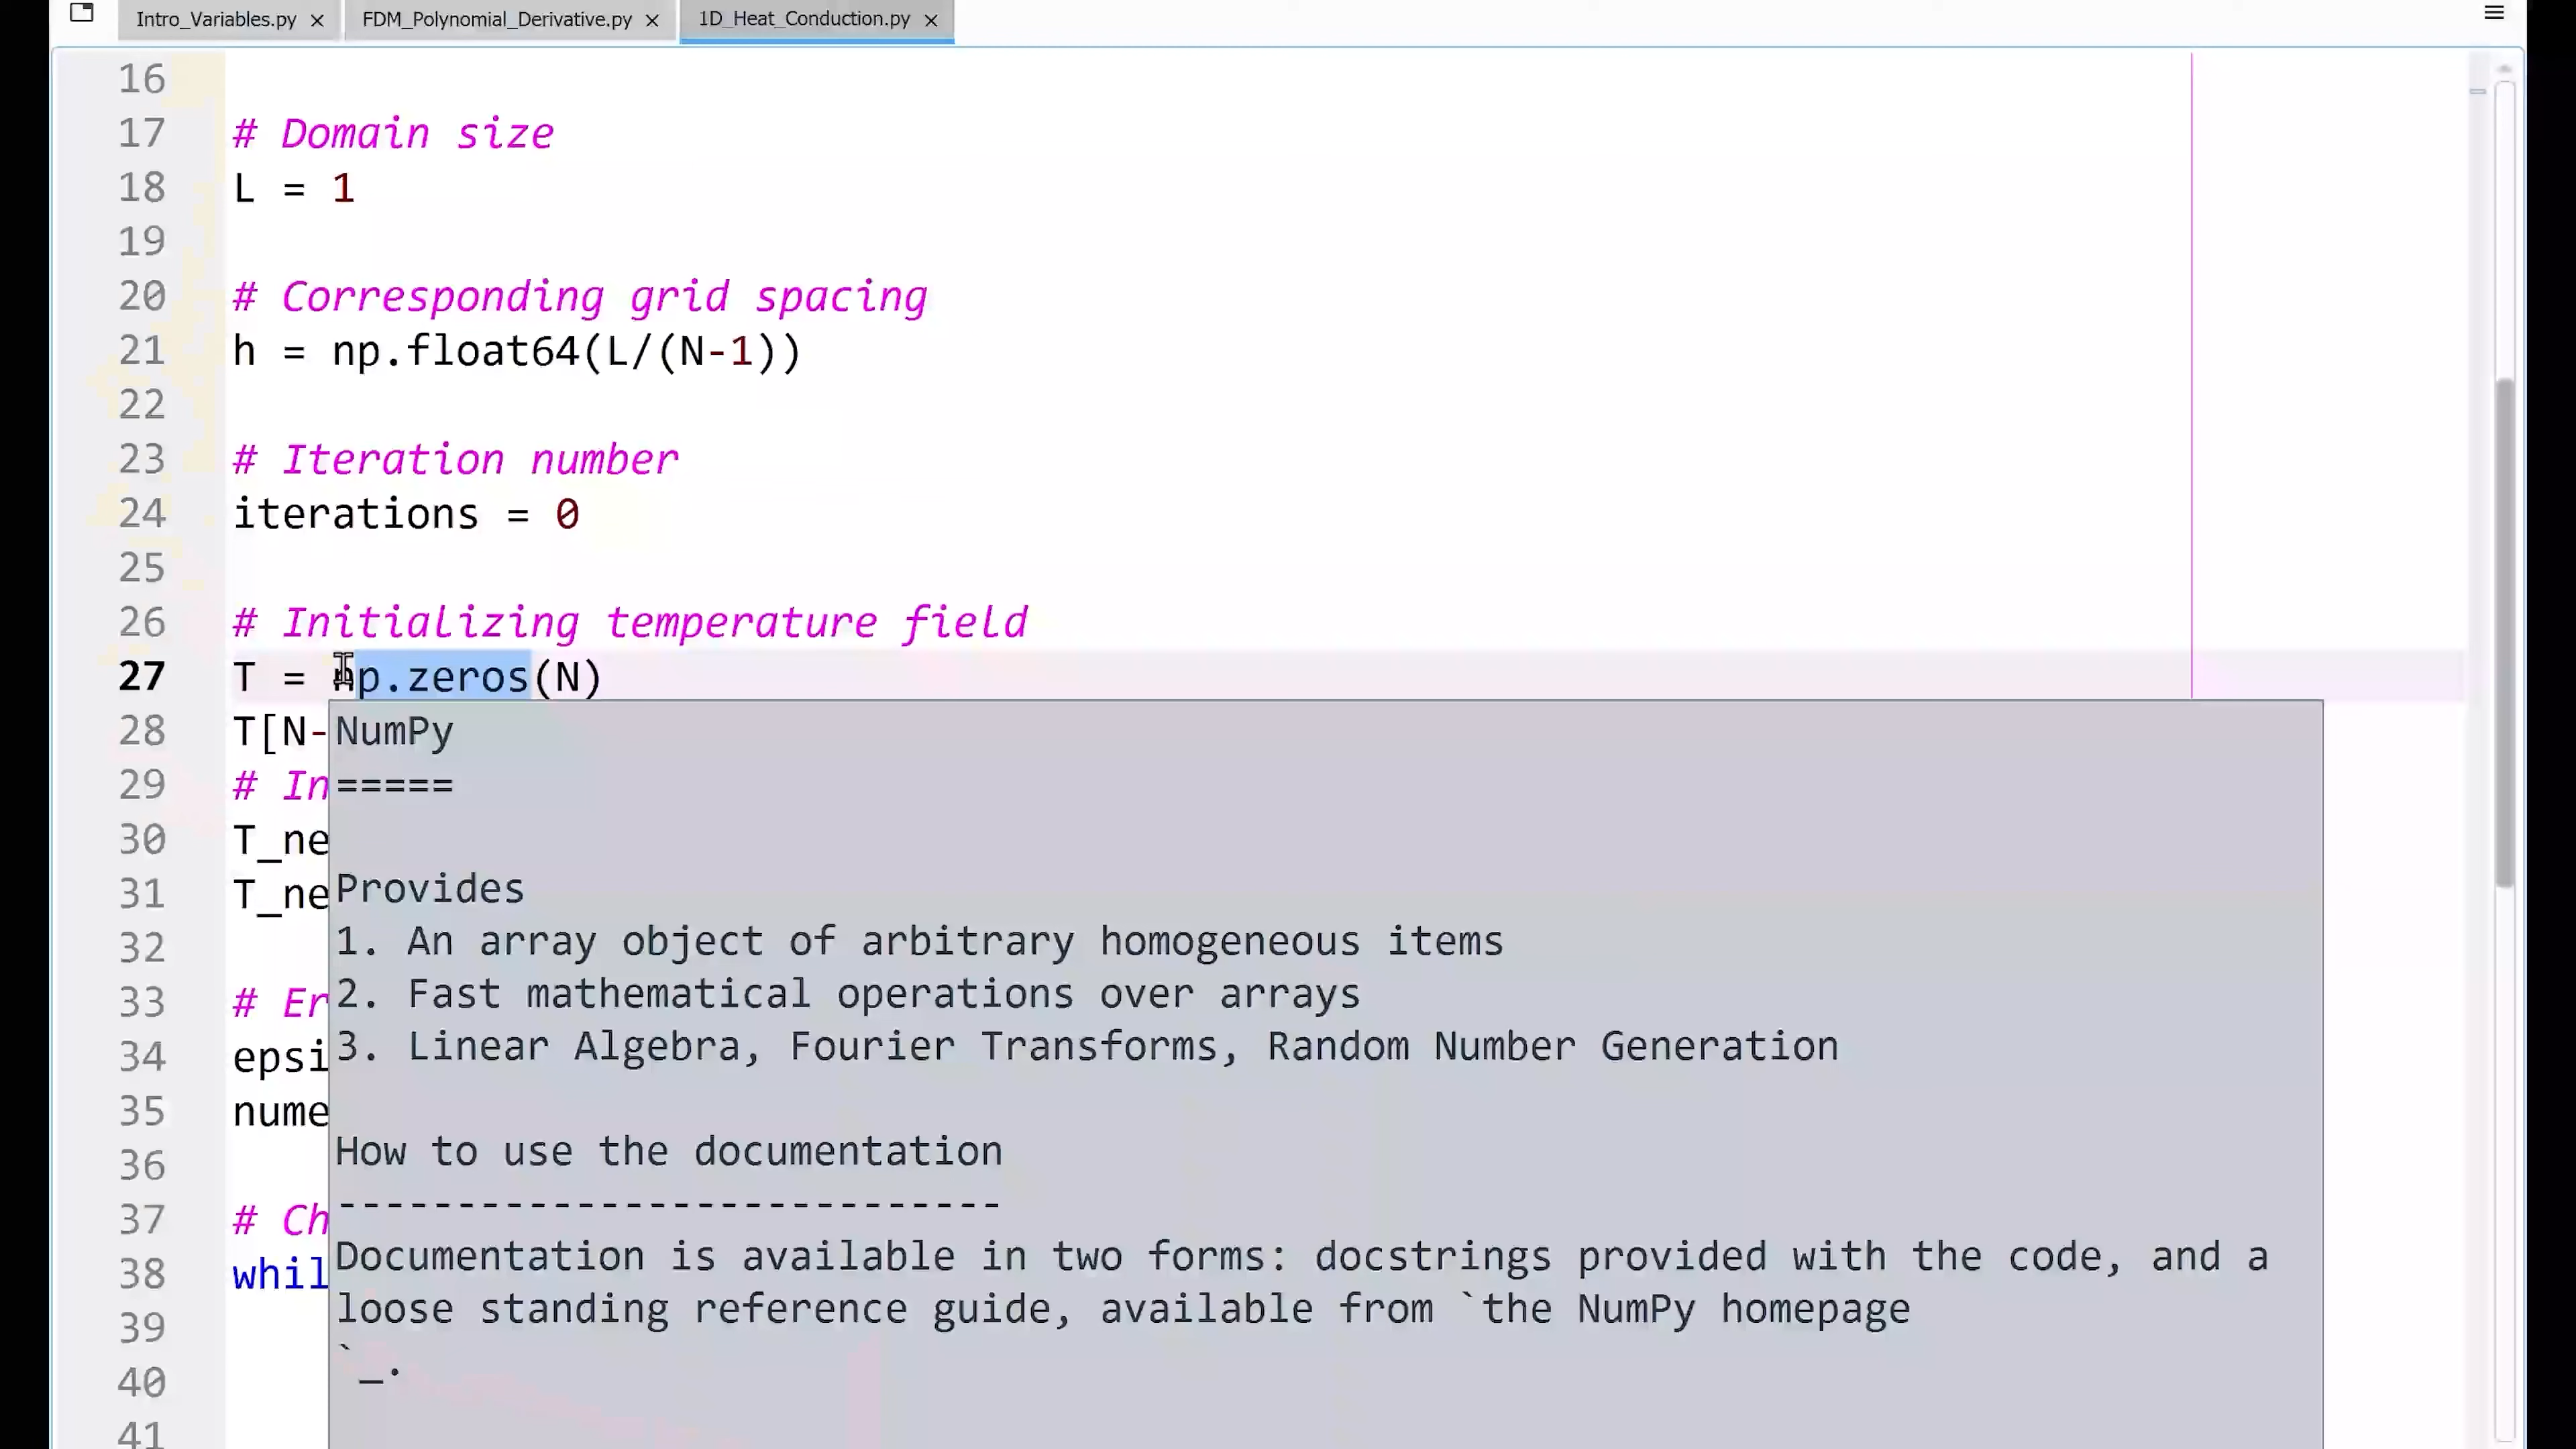 Intro_Variables.py × FDM_Polynomial_Derivative.py × 1D_Heat_Conduction.py ×
16
17 # Domain size
18 L = 1
19
20 # Corresponding grid spacing
21 h = np.float64(L/(N-1))
22
23 # Iteration number
24 iterations = 0
25
26 # Initializing temperature field
27 T = np.zeros(N)
28 T[N-
29 # In
30 T_ne
31 T_ne
32
33 # Er
34 epsi
35 nume
36
37 # Ch
38 whil
39
40
41
NumPy
=====
Provides
1. An array object of arbitrary homogeneous items
2. Fast mathematical operations over arrays
3. Linear Algebra, Fourier Transforms, Random Number Generation
How to use the documentation
----------------------------
Documentation is available in two forms: docstrings provided with the code, and a
loose standing reference guide, available from `the NumPy homepage
`_.